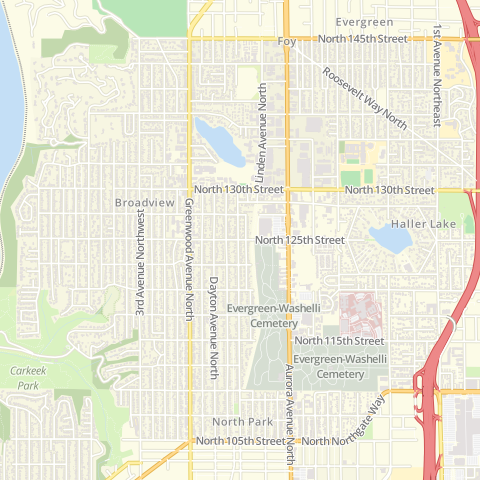 Evergreen
North 145th Street
Foy
1st Avenue Northeast
Roosevelt Way North
Linden Avenue North
North 130th Street
North 130th Street
Broadview
Greenwood Avenue North
3rd Avenue Northwest
Haller Lake
North 125th Street
Dayton Avenue North
Evergreen-Washelli
Cemetery
North 115th Street
Evergreen-Washelli
Cemetery
Carkeek
Park
Aurora Avenue North
North Park
North 105th Street
North Northgate Way